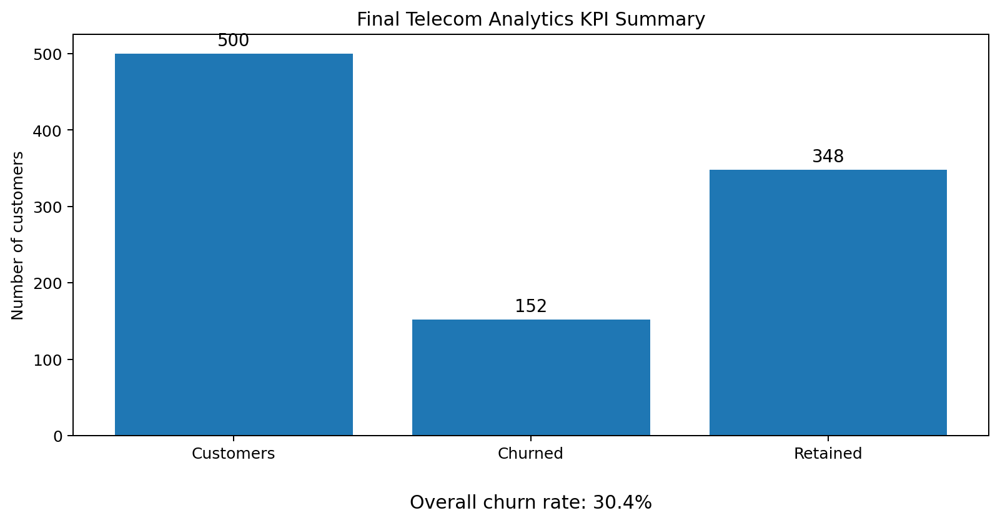 Final Telecom Analytics KPI Summary
Number of customers
500
400
300
200
100
0
500
152
348
Customers
Churned
Retained
Overall churn rate: 30.4%